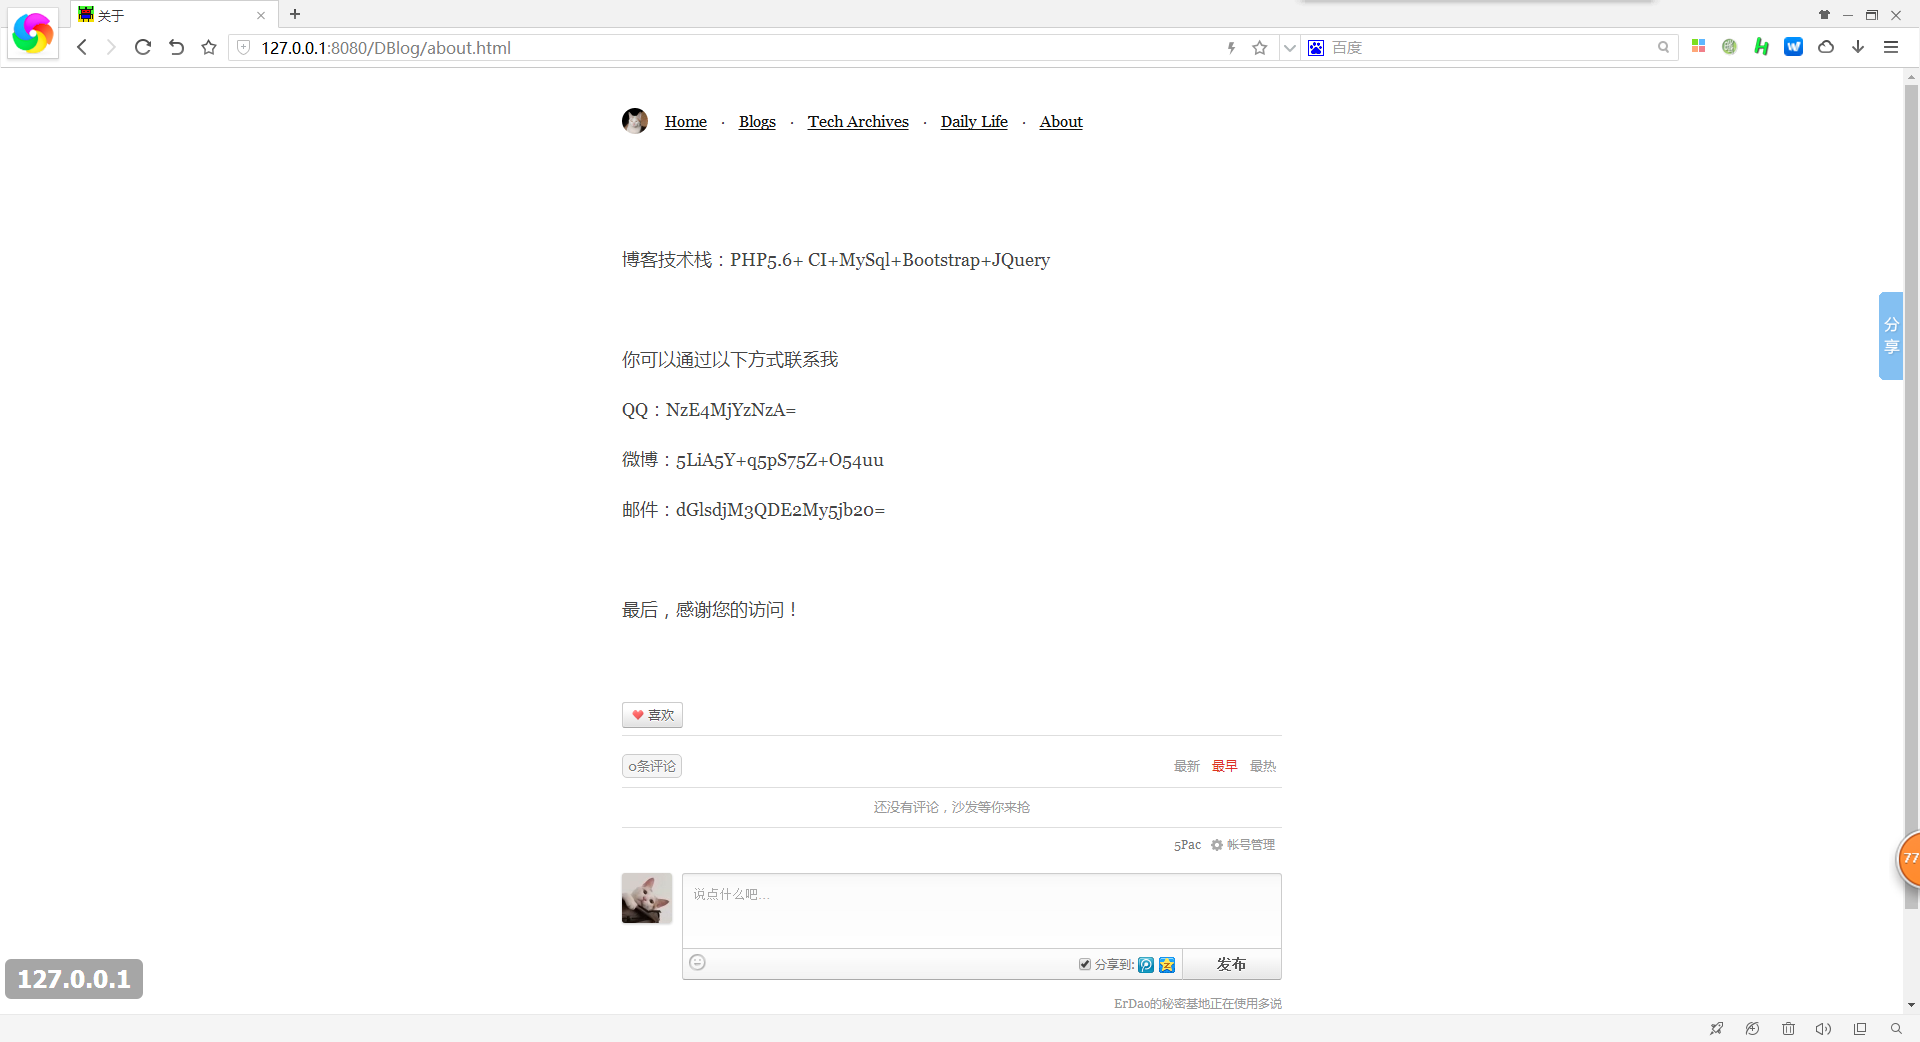 关于
127.0.0.1:8080/DBlog/about.html
百度
Home · Blogs · Tech Archives · Daily Life · About
博客技术栈：PHP5.6+ CI+MySql+Bootstrap+JQuery
分享
你可以通过以下方式联系我
QQ：NzE4MjYzNzA=
微博：5LiA5Y+q5pS75Z+O54uu
邮件：dGlsdjM3QDE2My5jb20=
最后，感谢您的访问！
喜欢
0条评论
最新 最早 最热
还没有评论，沙发等你来抢
77
5Pac 帐号管理
说点什么吧...
分享到:
发布
127.0.0.1
ErDao的秘密基地正在使用多说